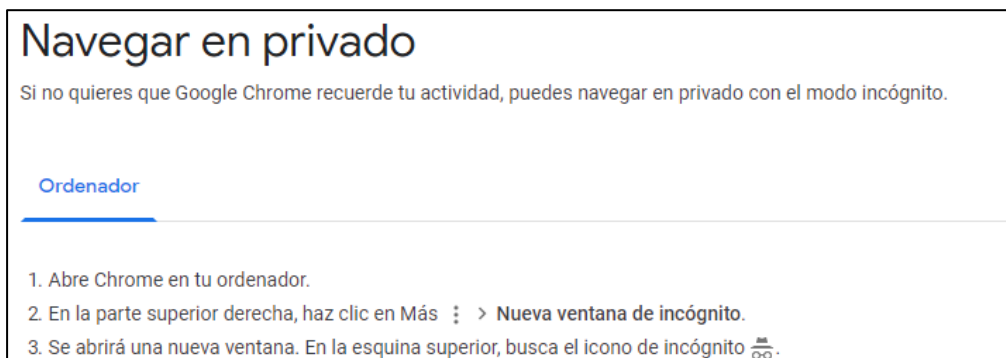 Navegar en privado
Si no quieres que Google Chrome recuerde tu actividad, puedes navegar en privado con el modo incógnito.
Ordenador
1. Abre Chrome en tu ordenador.
2. En la parte superior derecha, haz clic en Más > Nueva ventana de incógnito.
3. Se abrirá una nueva ventana. En la esquina superior, busca el icono de incógnito.